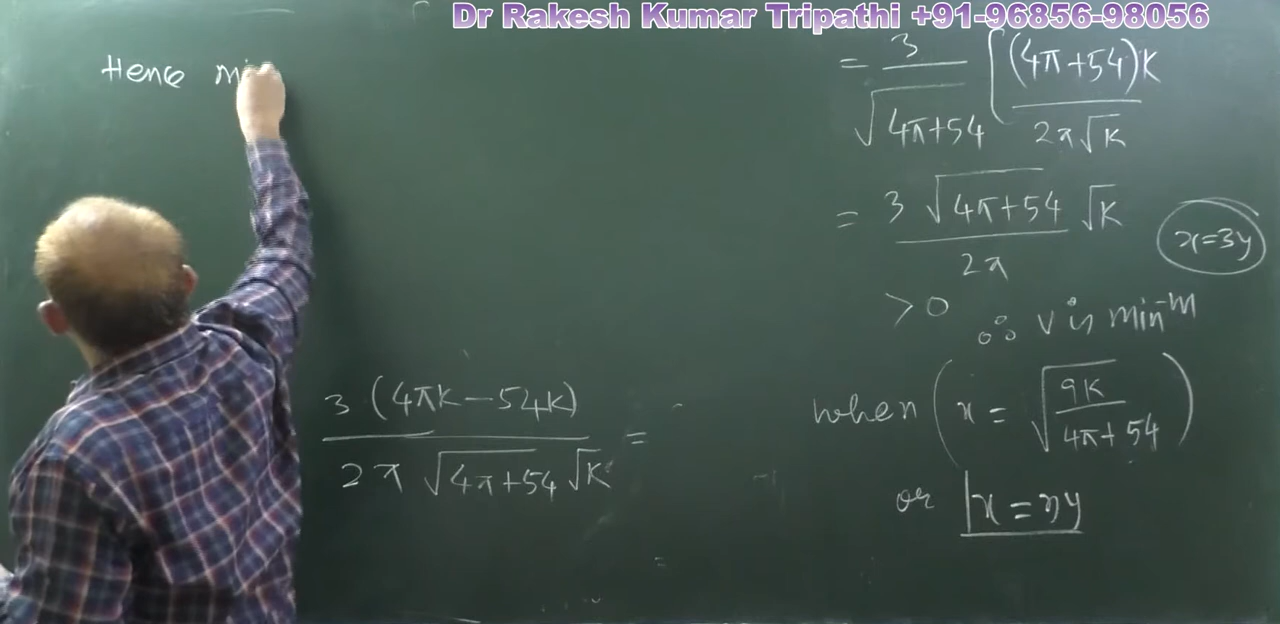 Dr Rakesh Kumar Tripathi +91-96856-98056
Hence mi
= 3 / √4π+54 [ (4π+54)K / 2π√K
= 3 √4π+54 √K / 2π
x=3y
>0 ∴ V is min-m
3 (4πK-54K) / 2π √4π+54 √K =
when ( x = √9K / 4π+54 )
or x = 3y